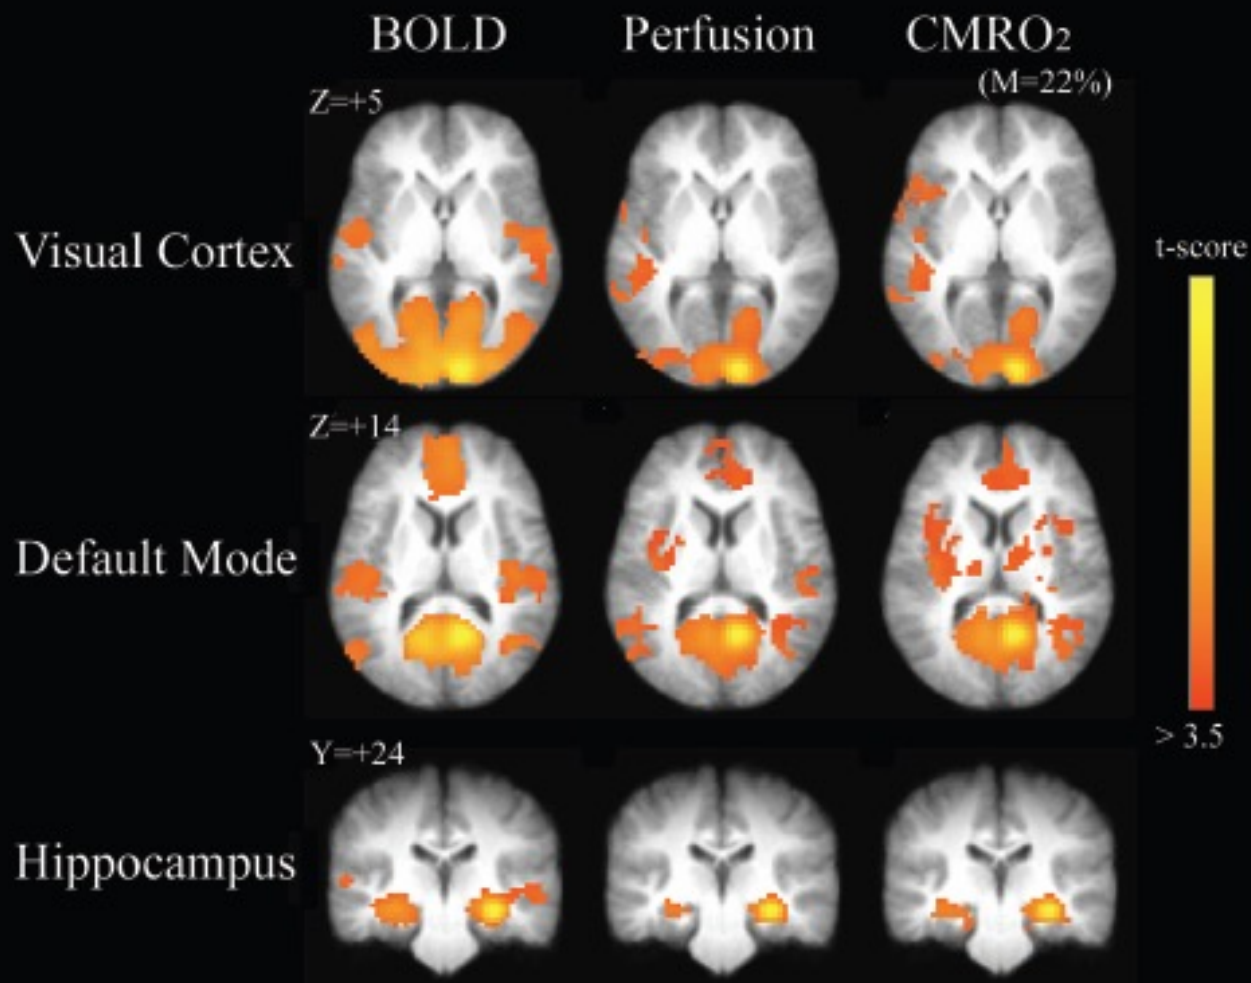 BOLD Perfusion CMRO₂
(M=22%)
Z=+5
Visual Cortex
t-score
Z=+14
Default Mode
> 3.5
Y=+24
Hippocampus